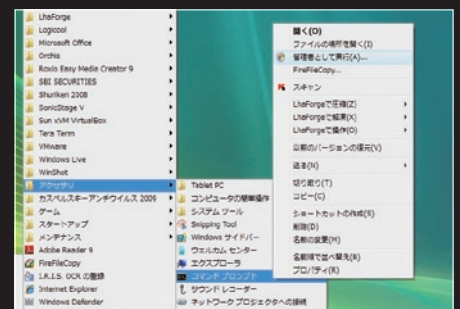 LhaForge
Logicool
Microsoft Office
Orchis
Roxio Easy Media Creator 9
SBI SECURITIES
Shuriken 2008
SonicStage V
Sun xVM VirtualBox
Tera Term
VMware
Windows Live
WinShot
アクセサリ
カスペルスキーアンチウイルス 2009
ゲーム
スタートアップ
メンテナンス
Adobe Reader 9
FireFileCopy
I.R.I.S. OCR の登録
Internet Explorer
Windows Defender
Tablet PC
コンピュータの簡単操作
システム ツール
Snipping Tool
Windows サイドバー
ウェルカム センター
エクスプローラ
コマンド プロンプト
サウンド レコーダー
ネットワーク プロジェクタへの接続
開く(O)
ファイルの場所を開く(I)
管理者として実行(A)...
FireFileCopy...
スキャン
LhaForgeで圧縮(Z)
LhaForgeで解凍(X)
LhaForgeで操作(O)
以前のバージョンの復元(V)
送る(N)
切り取り(T)
コピー(C)
ショートカットの作成(S)
削除(D)
名前の変更(M)
名前順で並べ替え(B)
プロパティ(R)